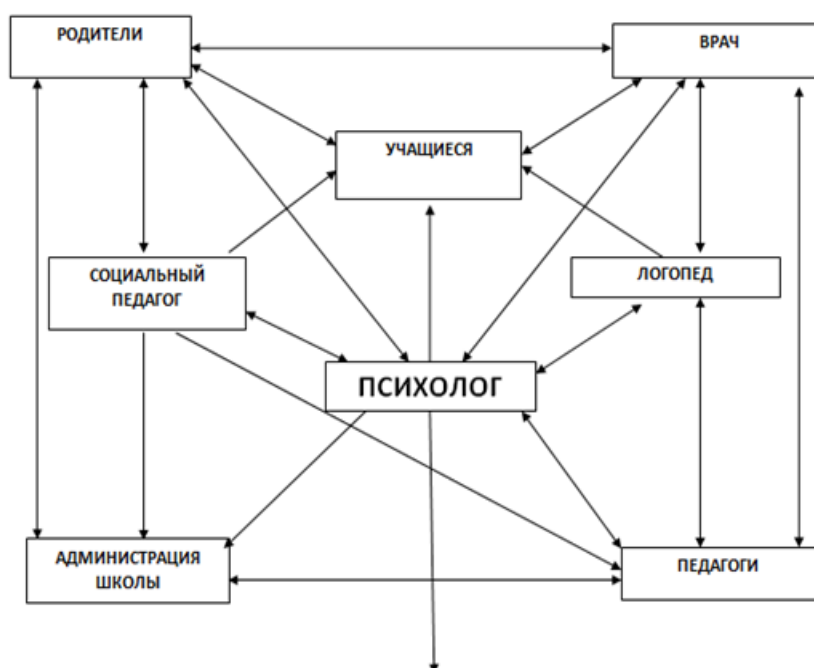 РОДИТЕЛИ
ВРАЧ
УЧАЩИЕСЯ
СОЦИАЛЬНЫЙ
ПЕДАГОГ
ЛОГОПЕД
ПСИХОЛОГ
АДМИНИСТРАЦИЯ
ШКОЛЫ
ПЕДАГОГИ